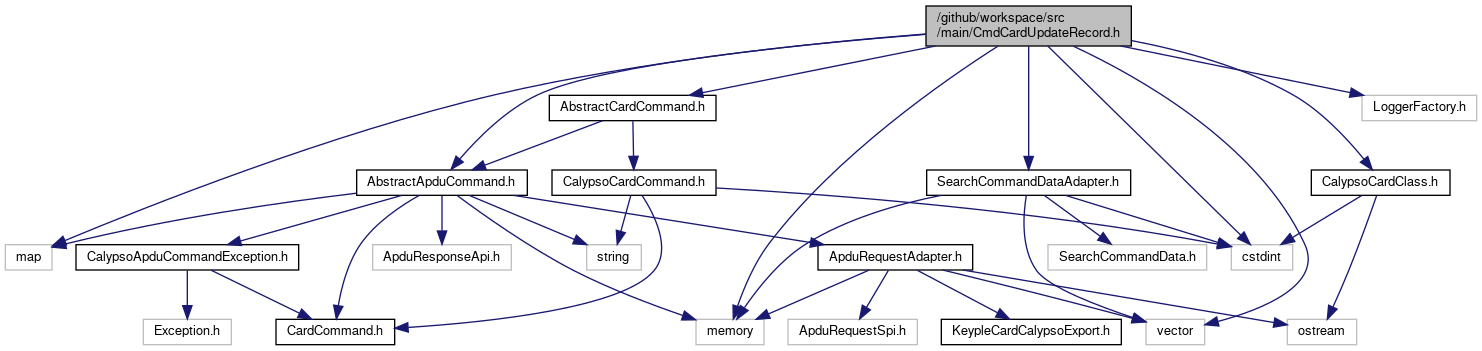 /github/workspace/src
/main/CmdCardUpdateRecord.h
AbstractCardCommand.h
LoggerFactory.h
AbstractApduCommand.h
CalypsoCardCommand.h
SearchCommandDataAdapter.h
CalypsoCardClass.h
map
CalypsoApduCommandException.h
ApduResponseApi.h
string
ApduRequestAdapter.h
SearchCommandData.h
cstdint
Exception.h
CardCommand.h
memory
ApduRequestSpi.h
KeypleCardCalypsoExport.h
vector
ostream